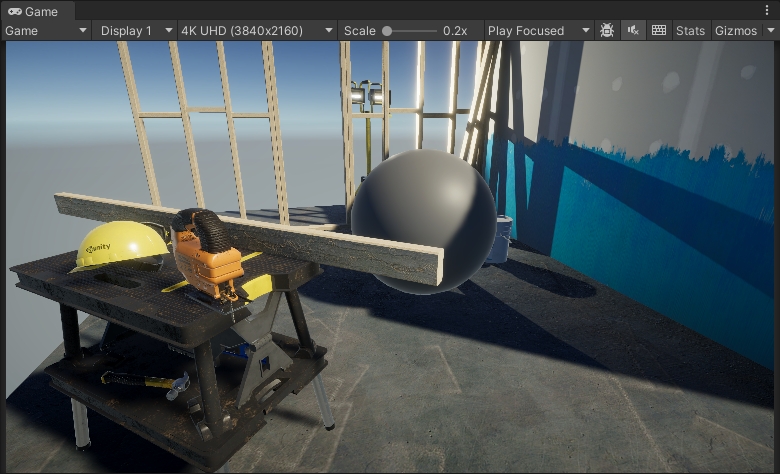 Game
Game Display 1 4K UHD (3840x2160) Scale 0.2x Play Focused Stats Gizmos
unity